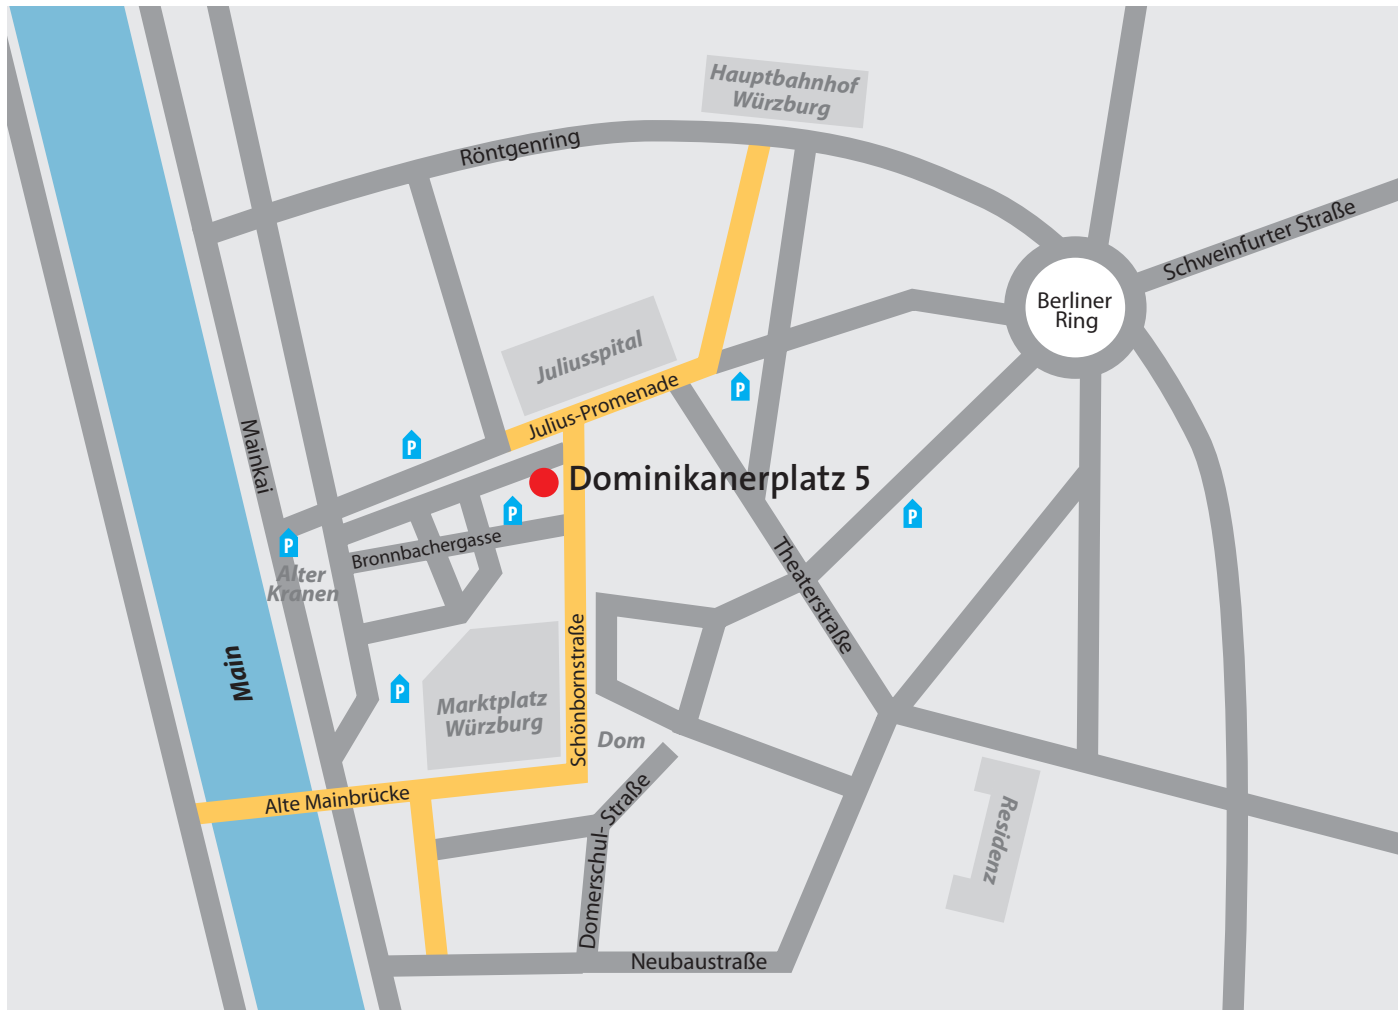 Hauptbahnhof
Würzburg
Röntgenring
Schweinfurter Straße
Berliner
Ring
Juliusspital
Julius-Promenade
Mainkai
P
P
Dominikanerplatz 5
P
P
P
Bronnbachergasse
Alter
Kranen
Theaterstraße
Main
Schönbornstraße
P
Marktplatz
Würzburg
Dom
Alte Mainbrücke
Domerschul-Straße
Residenz
Neubaustraße